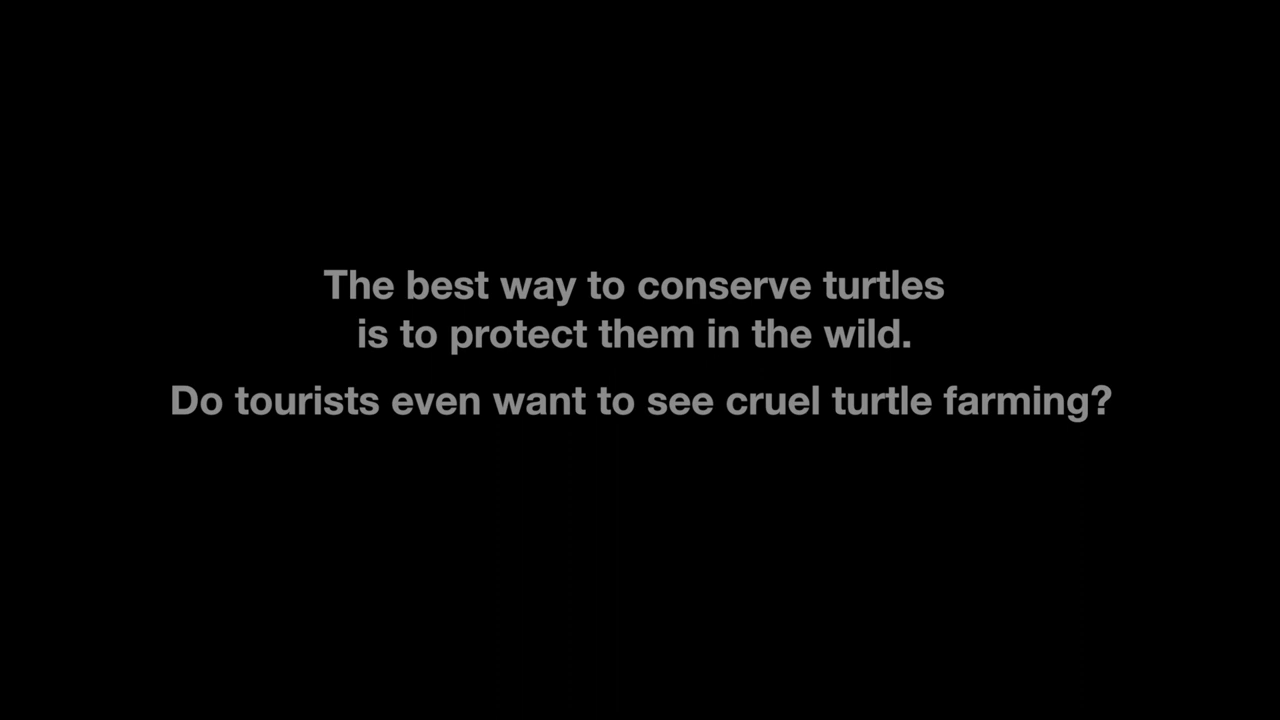 The best way to conserve turtles
is to protect them in the wild.
Do tourists even want to see cruel turtle farming?